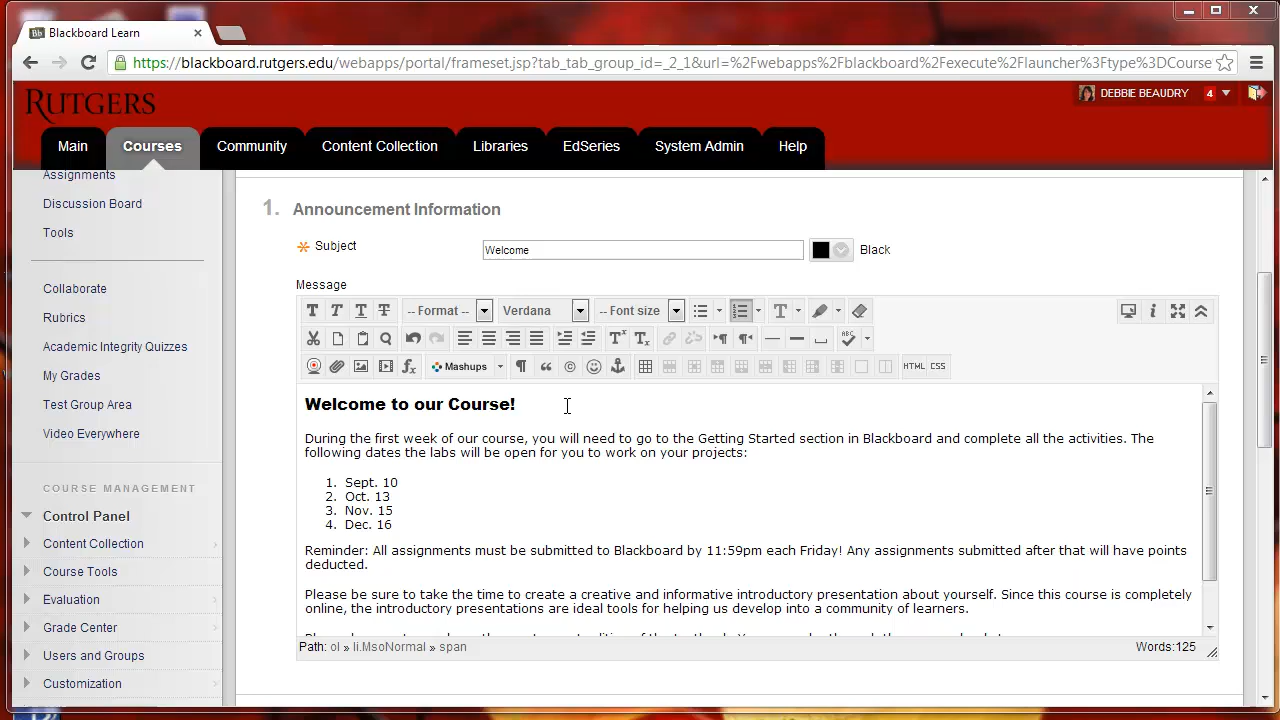 Blackboard Learn
https://blackboard.rutgers.edu/webapps/portal/frameset.jsp?tab_tab_group_id=_2_1&url=%2Fwebapps%2Fblackboard%2Fexecute%2Flauncher%3Ftype%3DCourse
RUTGERS
DEBBIE BEAUDRY 4
Main Courses Community Content Collection Libraries EdSeries System Admin Help
Assignments
Discussion Board
Tools
Collaborate
Rubrics
Academic Integrity Quizzes
My Grades
Test Group Area
Video Everywhere
COURSE MANAGEMENT
Control Panel
Content Collection
Course Tools
Evaluation
Grade Center
Users and Groups
Customization
1. Announcement Information
Subject Welcome Black
Message
T T T T -- Format -- Verdana -- Font size T
T Tx ABC
fx Mashups HTML CSS
Welcome to our Course!
During the first week of our course, you will need to go to the Getting Started section in Blackboard and complete all the activities. The
following dates the labs will be open for you to work on your projects:
1. Sept. 10
2. Oct. 13
3. Nov. 15
4. Dec. 16
Reminder: All assignments must be submitted to Blackboard by 11:59pm each Friday! Any assignments submitted after that will have points
deducted.
Please be sure to take the time to create a creative and informative introductory presentation about yourself. Since this course is completely
online, the introductory presentations are ideal tools for helping us develop into a community of learners.
Path: ol » li.MsoNormal » span Words:125